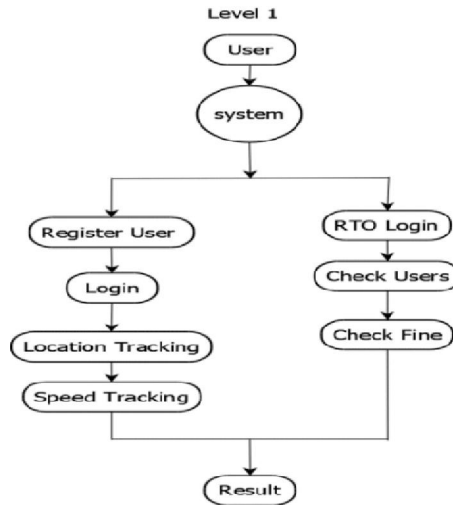 Level 1
User
system
Register User
RTO Login
Login
Check Users
Location Tracking
Check Fine
Speed Tracking
Result